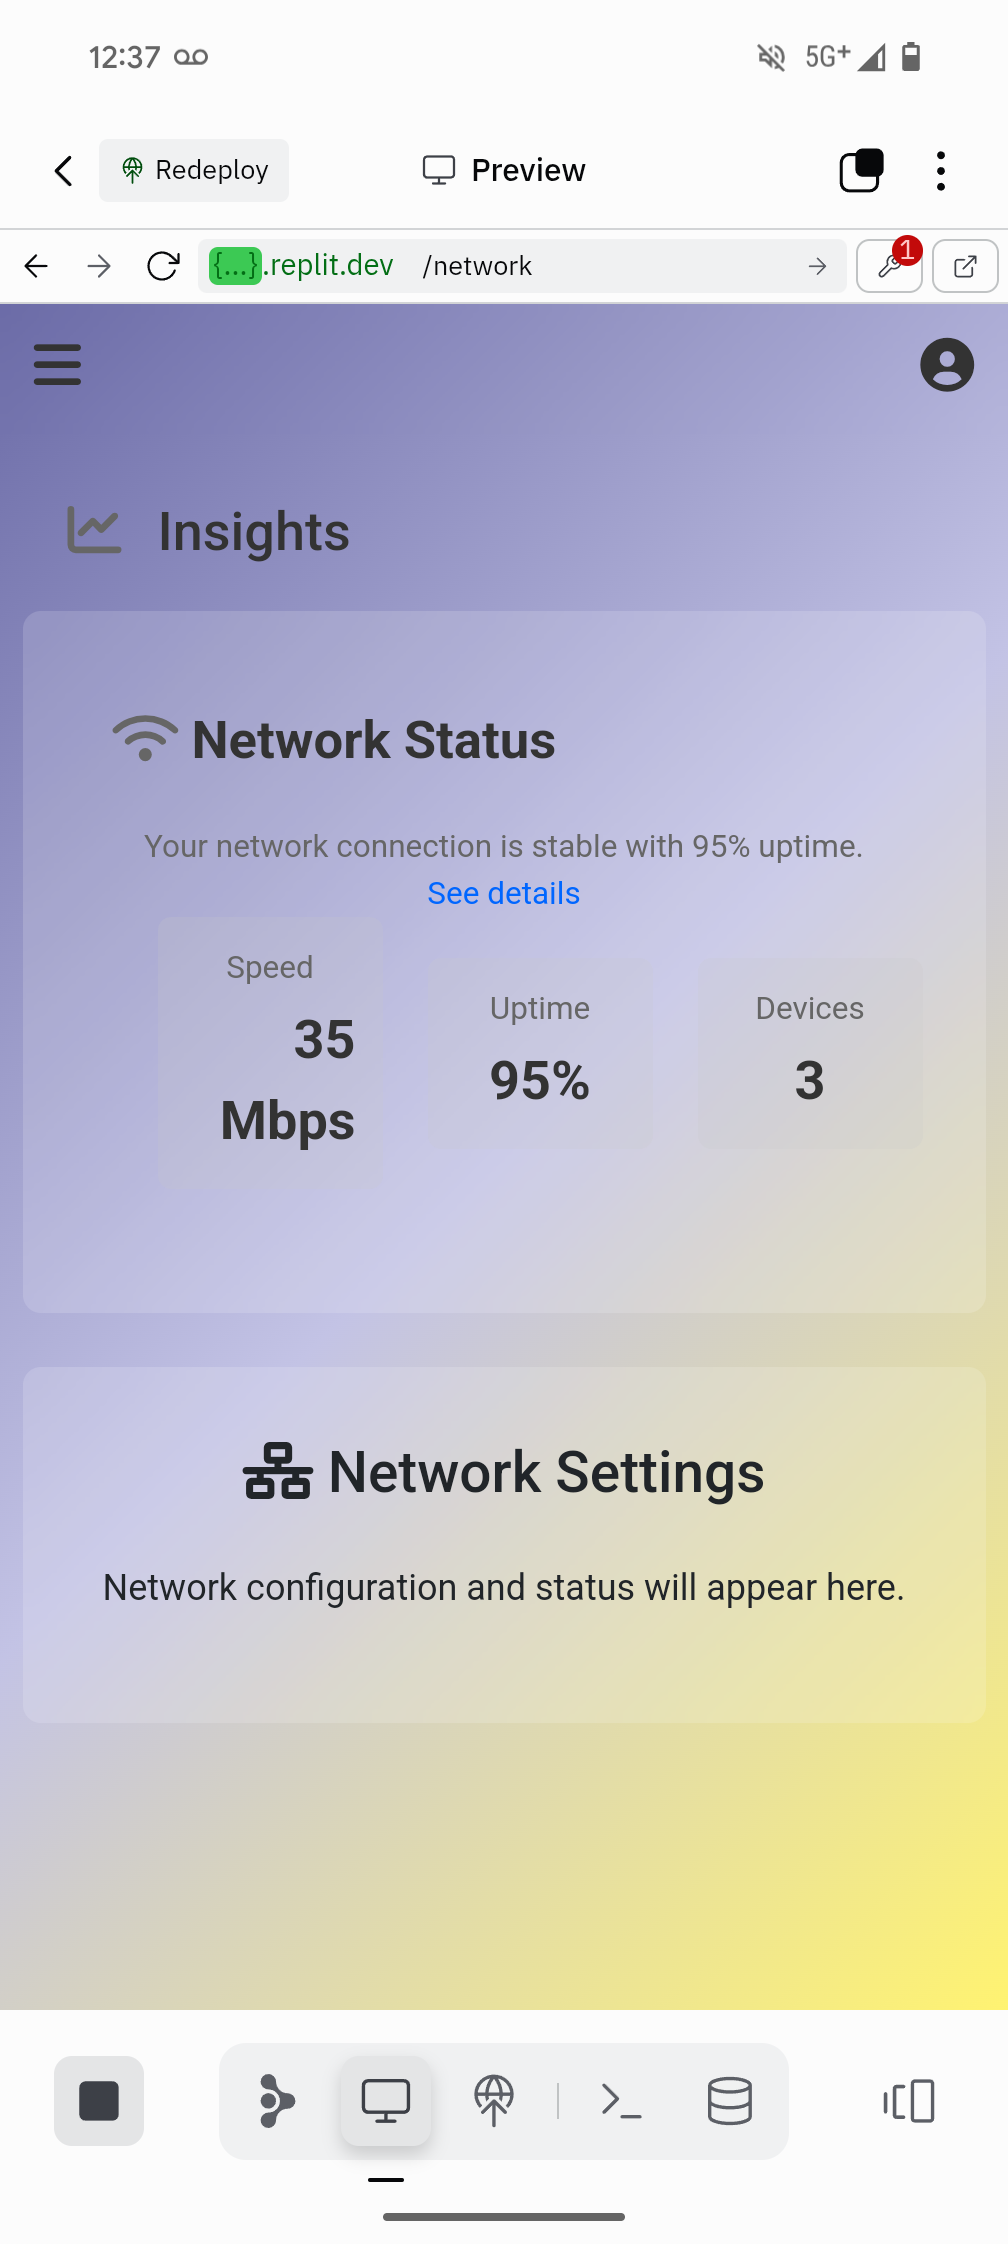 12:37
5G+
Redeploy
Preview
{...}.replit.dev /network
1
Insights
Network Status
Your network connection is stable with 95% uptime.
See details
Speed
35
Mbps
Uptime
95%
Devices
3
Network Settings
Network configuration and status will appear here.